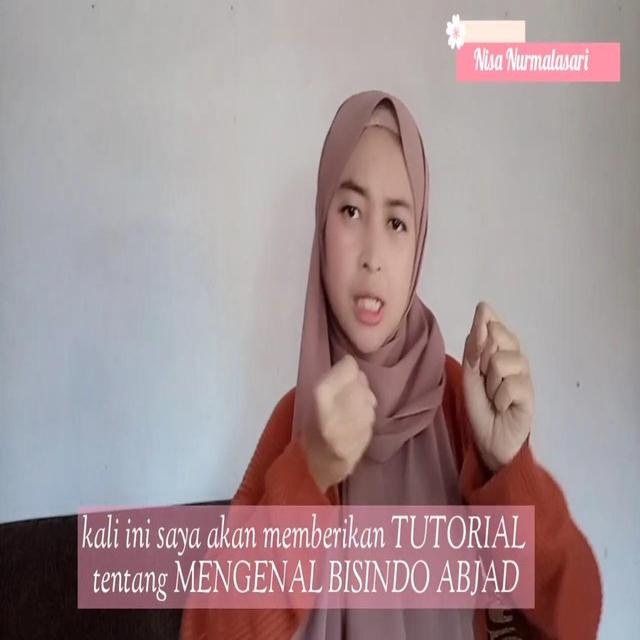 Nisa Nurmalasari
kali ini saya akan memberikan TUTORIAL
tentang MENGENAL BISINDO ABJAD